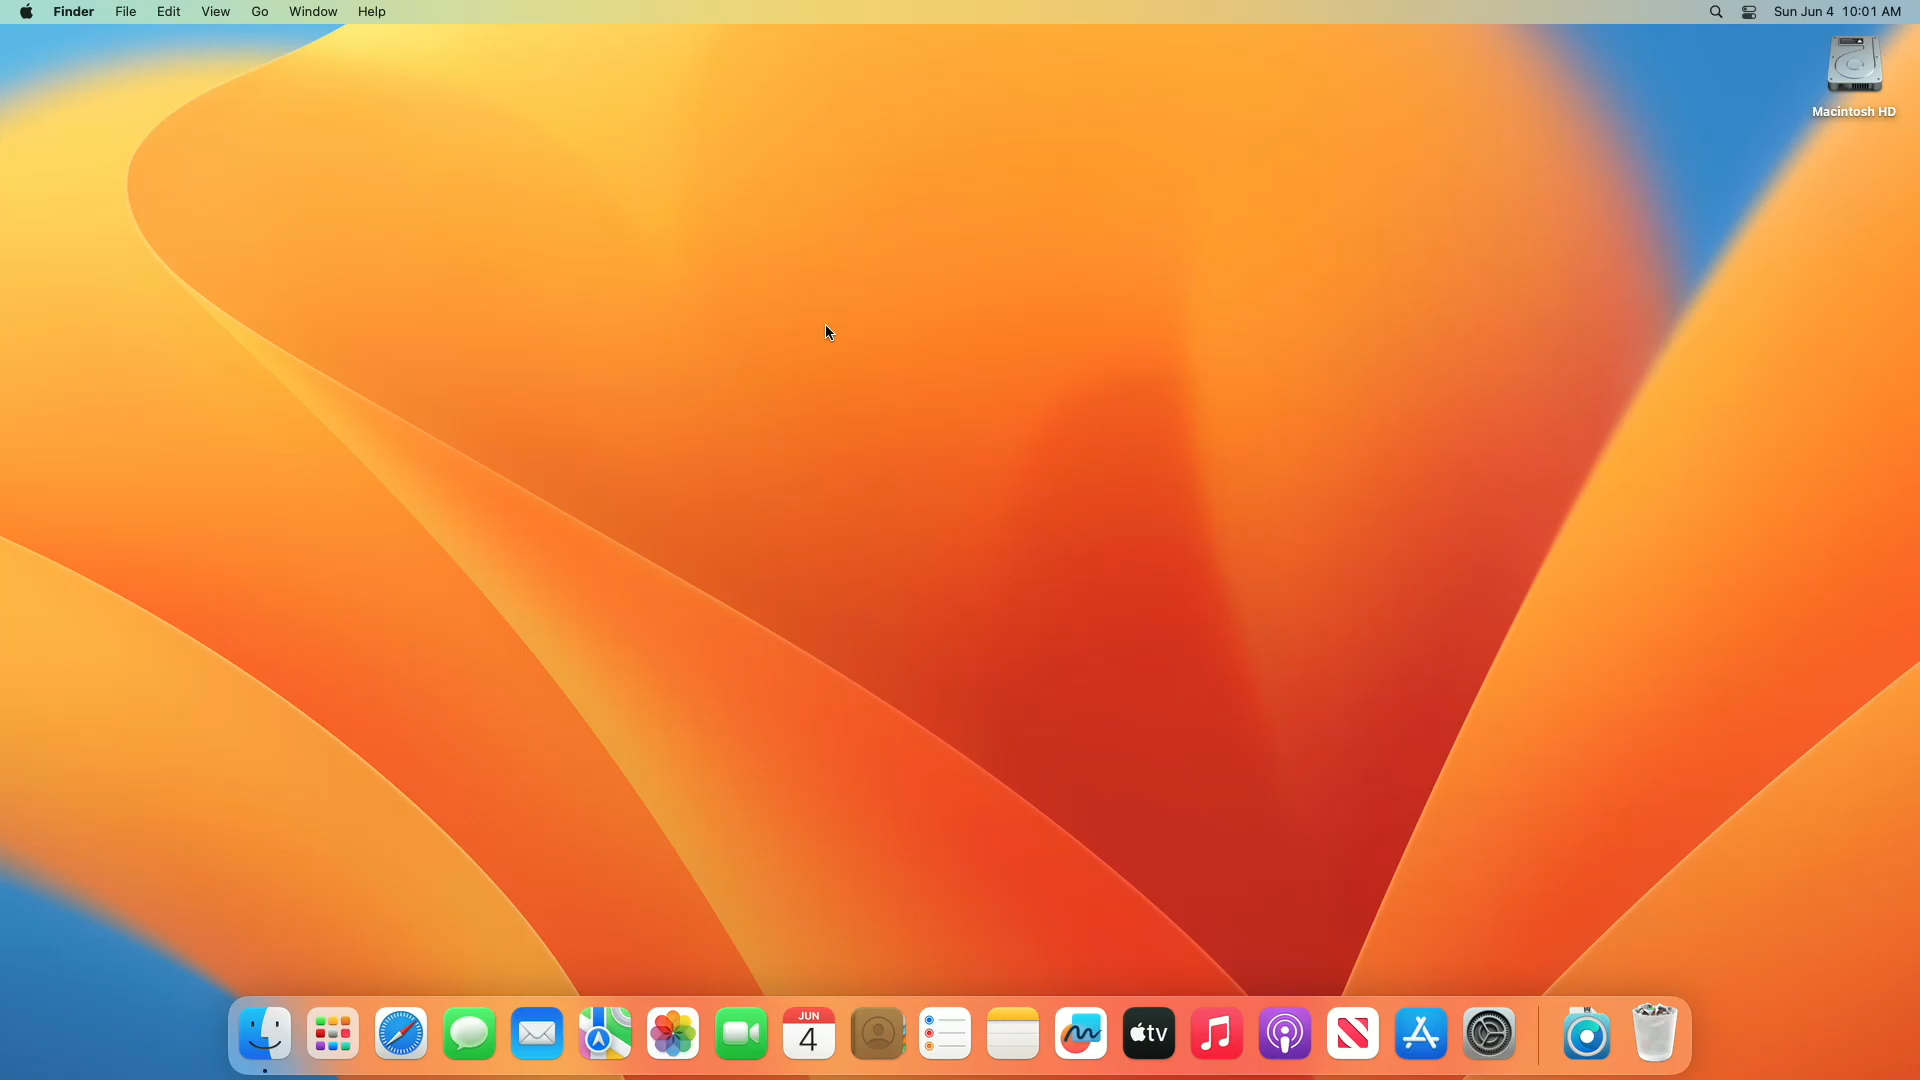 Finder File Edit View Go Window Help Sun Jun 4 10:01 AM
Macintosh HD
JUN
4
tv